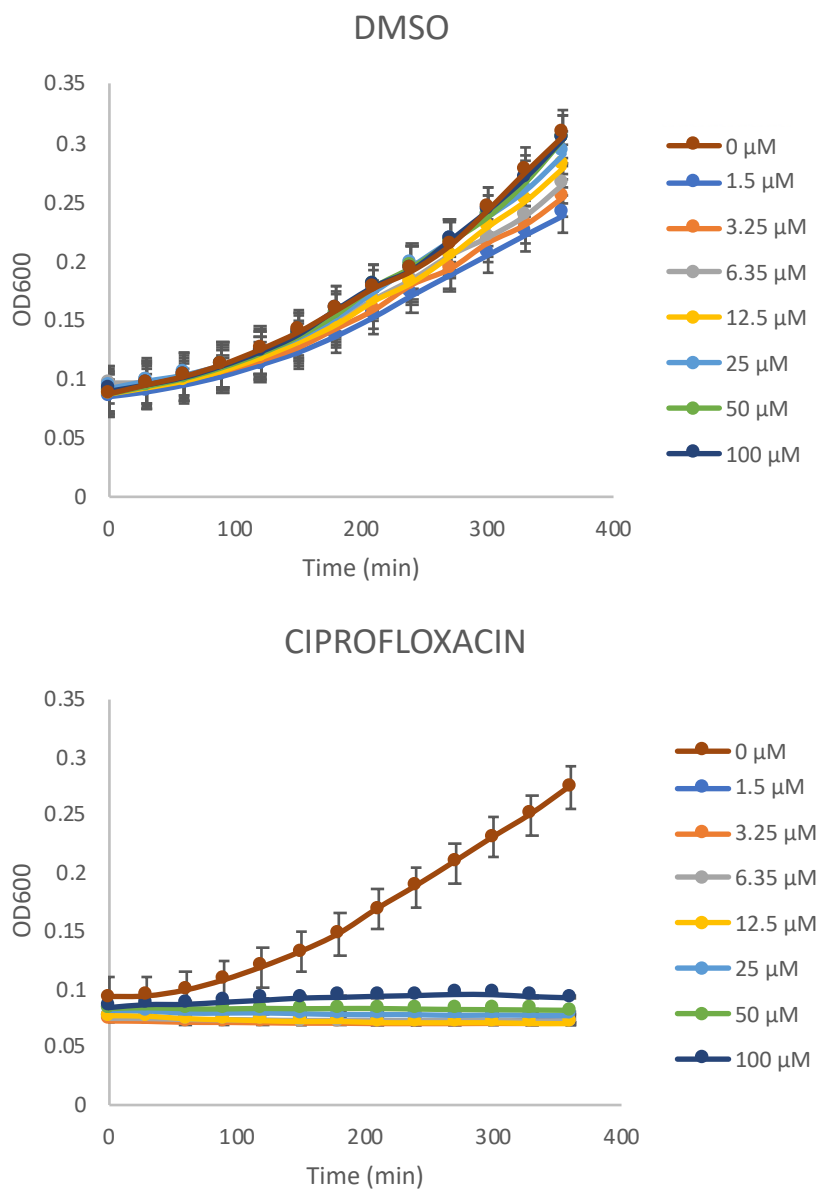 DMSO
0.35
0.3
0.25
0.2
0.15
0.1
0.05
0
OD600
0 100 200 300 400
Time (min)
0 µM
1.5 µM
3.25 µM
6.35 µM
12.5 µM
25 µM
50 µM
100 µM
CIPROFLOXACIN
0.35
0.3
0.25
0.2
0.15
0.1
0.05
0
OD600
0 100 200 300 400
Time (min)
0 µM
1.5 µM
3.25 µM
6.35 µM
12.5 µM
25 µM
50 µM
100 µM